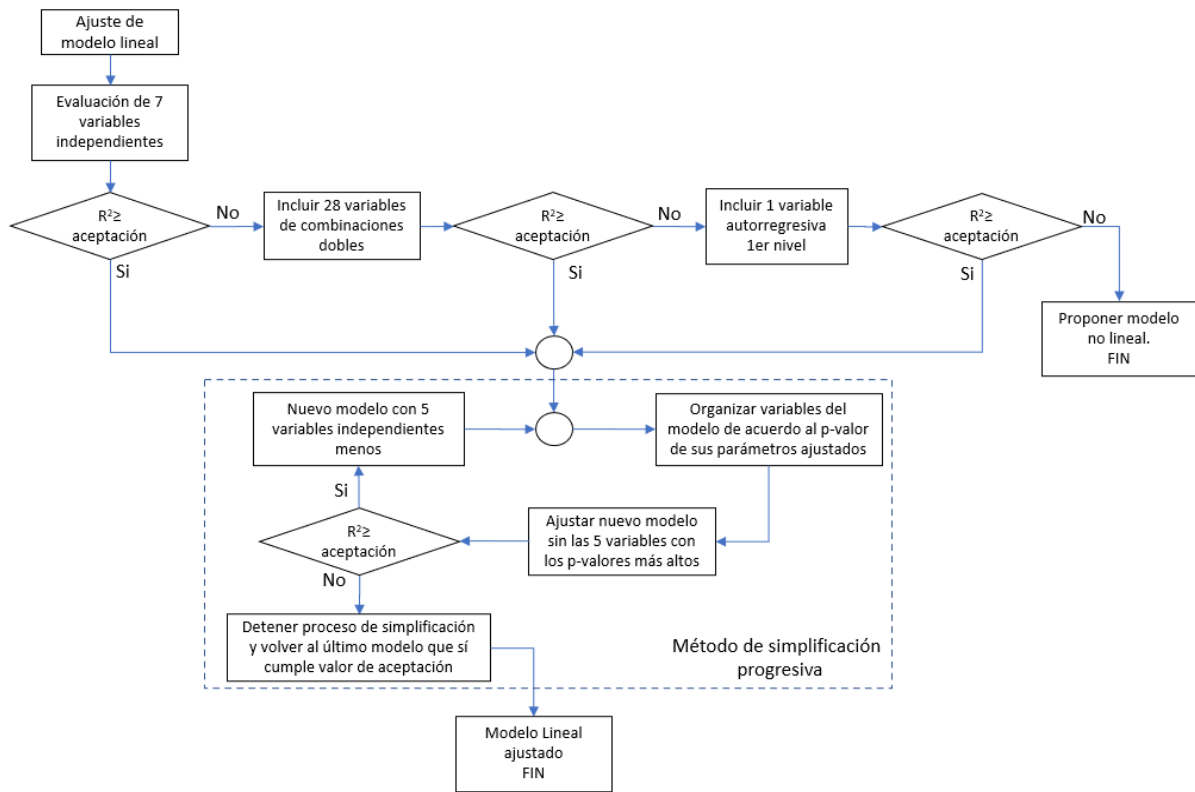 Ajuste de
modelo lineal
Evaluación de 7
variables
independientes
R²≥
aceptación
No
Si
Incluir 28 variables
de combinaciones
dobles
R²≥
aceptación
No
Si
Incluir 1 variable
autorregresiva
1er nivel
R²≥
aceptación
No
Si
Proponer modelo
no lineal.
FIN
Nuevo modelo con 5
variables independientes
menos
Organizar variables del
modelo de acuerdo al p-valor
de sus parámetros ajustados
Si
R²≥
aceptación
No
Ajustar nuevo modelo
sin las 5 variables con
los p-valores más altos
Detener proceso de simplificación
y volver al último modelo que sí
cumple valor de aceptación
Método de simplificación
progresiva
Modelo Lineal
ajustado
FIN